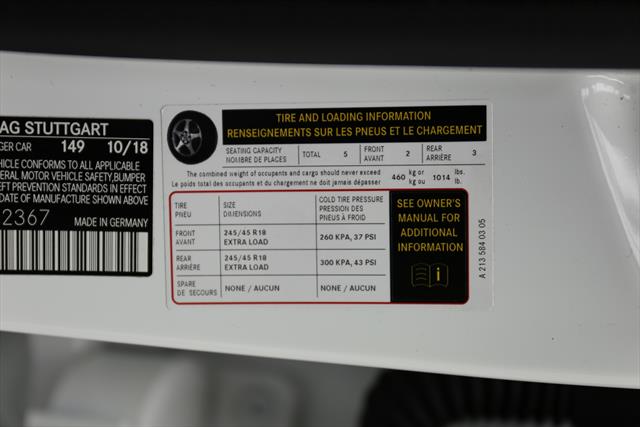 AG STUTTGART
GER CAR 149 10/18
EHICLE CONFORMS TO ALL APPLICABLE
ERAL MOTOR VEHICLE SAFETY, BUMPER
EFT PREVENTION STANDARDS IN EFFECT
DATE OF MANUFACTURE SHOWN ABOVE
2367 MADE IN GERMANY
TIRE AND LOADING INFORMATION
RENSEIGNEMENTS SUR LES PNEUS ET LE CHARGEMENT
SEATING CAPACITY
NOMBRE DE PLACES
TOTAL 5
FRONT
AVANT
2
REAR
ARRIÈRE
3
The combined weight of occupants and cargo should never exceed
Le poids total des occupants et du chargement ne doit jamais dépasser
460 kg or
kg ou
1014 lbs.
lb.
TIRE
PNEU
SIZE
DIMENSIONS
COLD TIRE PRESSURE
PRESSION DES
PNEUS À FROID
FRONT
AVANT
245/45 R18
EXTRA LOAD
260 KPA, 37 PSI
REAR
ARRIÈRE
245/45 R18
EXTRA LOAD
300 KPA, 43 PSI
SPARE
DE SECOURS
NONE / AUCUN
NONE / AUCUN
SEE OWNER'S
MANUAL FOR
ADDITIONAL
INFORMATION
A 213 584 03 05